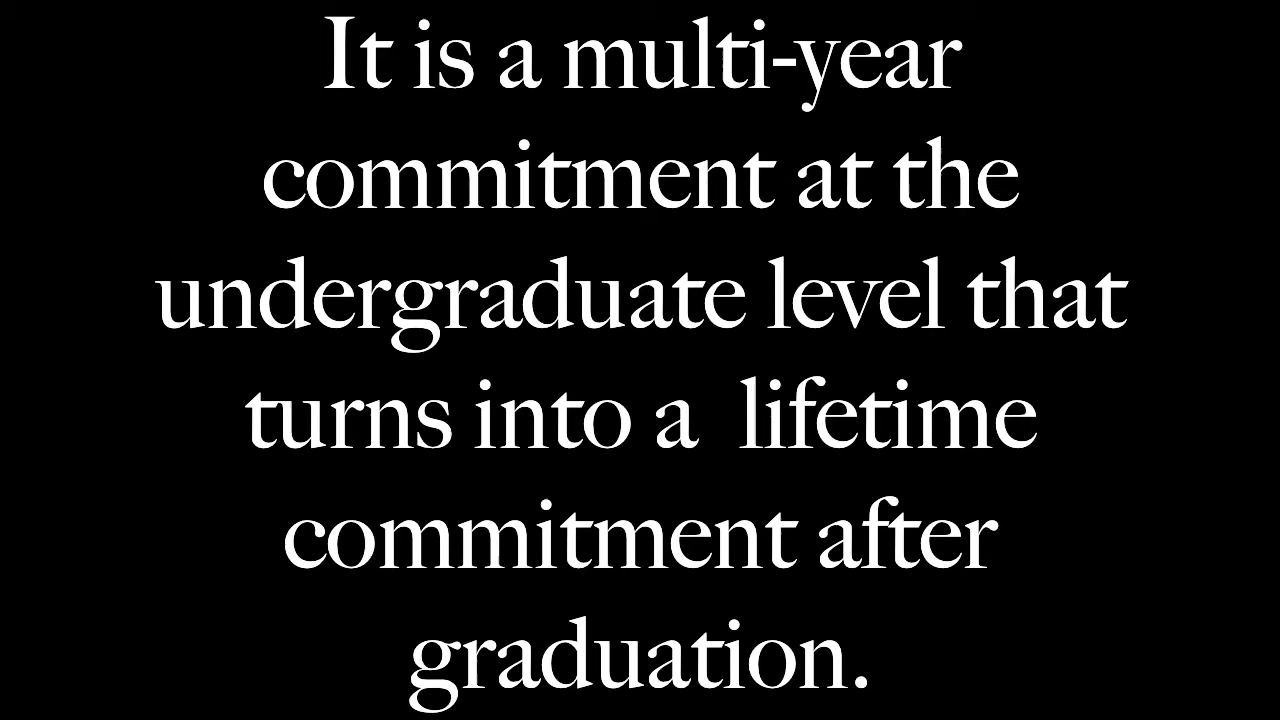 It is a multi-year
commitment at the
undergraduate level that
turns into a  lifetime
commitment after
graduation.